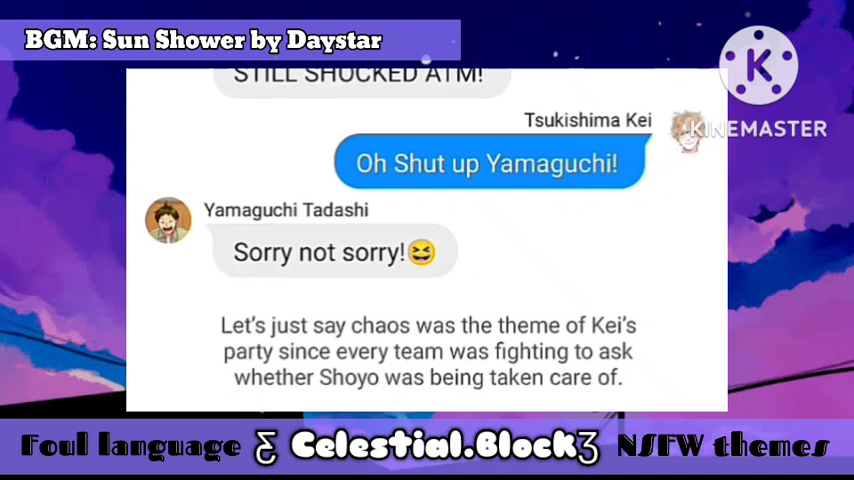 BGM: Sun Shower by Daystar
STILL SHOCKED ATM!
Tsukishima Kei
KINEMASTER
Oh Shut up Yamaguchi!
Yamaguchi Tadashi
Sorry not sorry!😆
Let's just say chaos was the theme of Kei's
party since every team was fighting to ask
whether Shoyo was being taken care of.
Foul language ꜫ Celestial.Block Ʒ NSFW themes